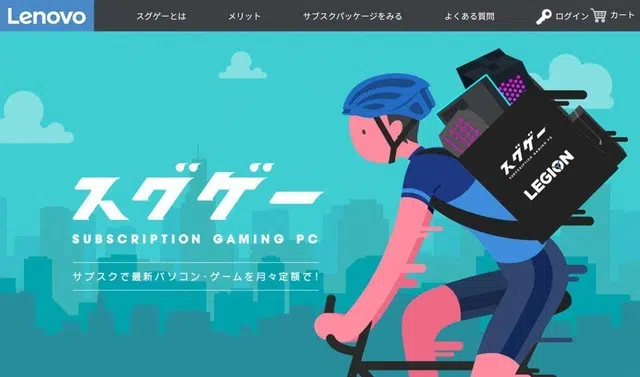 Lenovo
スグゲーとは
メリット
サブスクパッケージをみる
よくある質問
ログイン
カート
スグゲー
SUBSCRIPTION GAMING PC
サブスクで最新パソコン・ゲームを月々定額で!
スグゲー
SUBSCRIPTION GAMING PC
LEGION